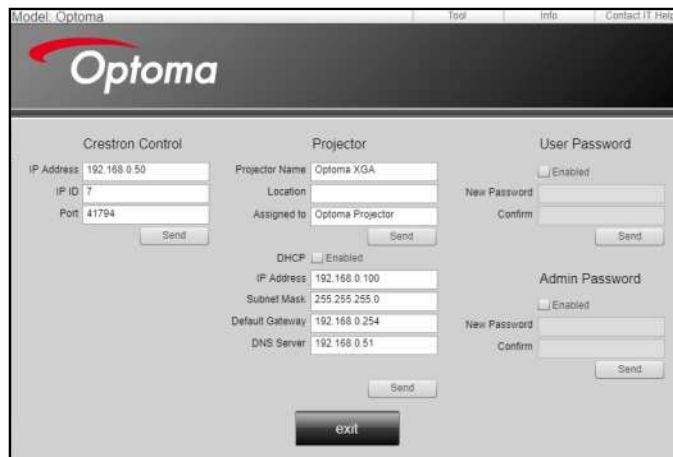 Model: Optoma
Tool Info Contact IT Help
Optoma
Crestron Control
IP Address 192.168.0.50
IP ID 7
Port 41794
Send
Projector
Projector Name Optoma XGA
Location
Assigned to Optoma Projector
Send
DHCP Enabled
IP Address 192.168.0.100
Subnet Mask 255.255.255.0
Default Gateway 192.168.0.254
DNS Server 192.168.0.51
Send
User Password
Enabled
New Password
Confirm
Send
Admin Password
Enabled
New Password
Confirm
Send
exit